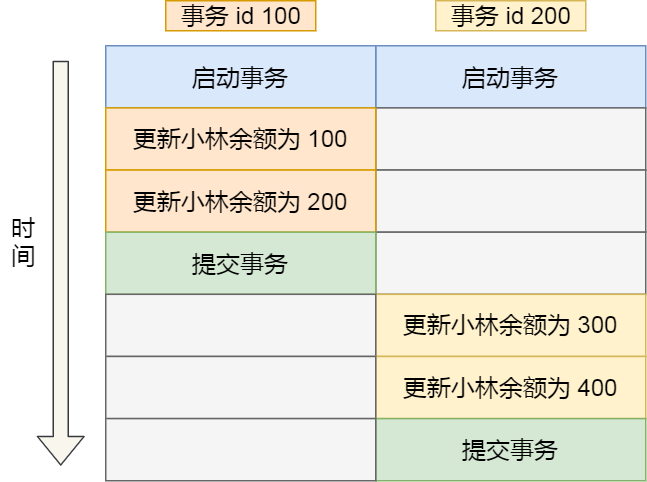 事务 id 100
事务 id 200
启动事务
启动事务
更新小林余额为 100
更新小林余额为 200
提交事务
更新小林余额为 300
更新小林余额为 400
提交事务
时
间